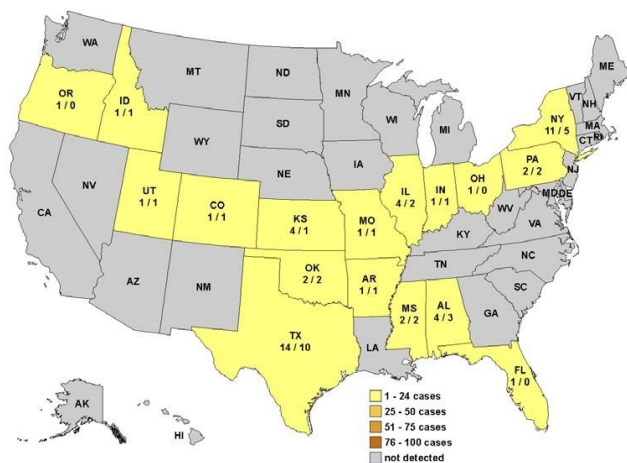 WA
MT
ND
MN
ME
OR
1 / 0
ID
1 / 1
SD
WI
MI
VT
NH
NY
11 / 5
MA
CT
RI
WY
NE
IA
PA
2 / 2
NJ
NV
UT
1 / 1
CO
1 / 1
KS
4 / 1
MO
1 / 1
IL
4 / 2
IN
1 / 1
OH
1 / 0
WV
MD
DE
VA
CA
KY
NC
TN
AZ
NM
OK
2 / 2
AR
1 / 1
SC
MS
2 / 2
AL
4 / 3
GA
TX
14 / 10
LA
FL
1 / 0
AK
HI
1 - 24 cases
25 - 50 cases
51 - 75 cases
76 - 100 cases
not detected